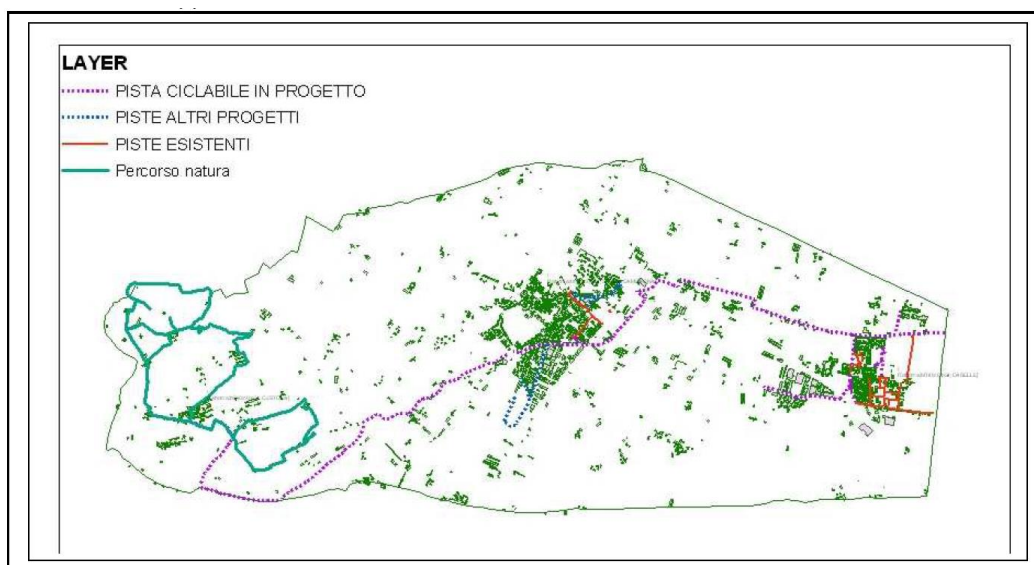 LAYER
PISTA CICLABILE IN PROGETTO
PISTE ALTRI PROGETTI
PISTE ESISTENTI
Percorso natura